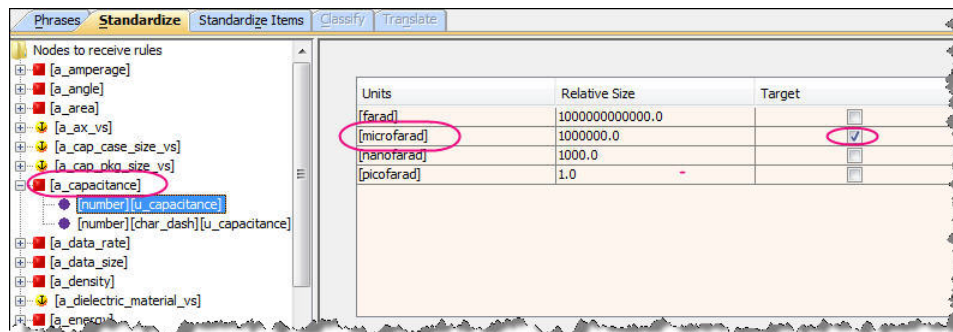 Phrases Standardize Standardize Items Classify Translate
Nodes to receive rules
[a_amperage]
[a_angle]
[a_area]
[a_ax_vs]
[a_cap_case_size_vs]
[a_cap_pkg_size_vs]
[a_capacitance]
[number][u_capacitance]
[number][char_dash][u_capacitance]
[a_data_rate]
[a_data_size]
[a_density]
[a_dielectric_material_vs]
[a_energy]
Units Relative Size Target
[farad] 1000000000000.0
[microfarad] 1000000.0
[nanofarad] 1000.0
[picofarad] 1.0